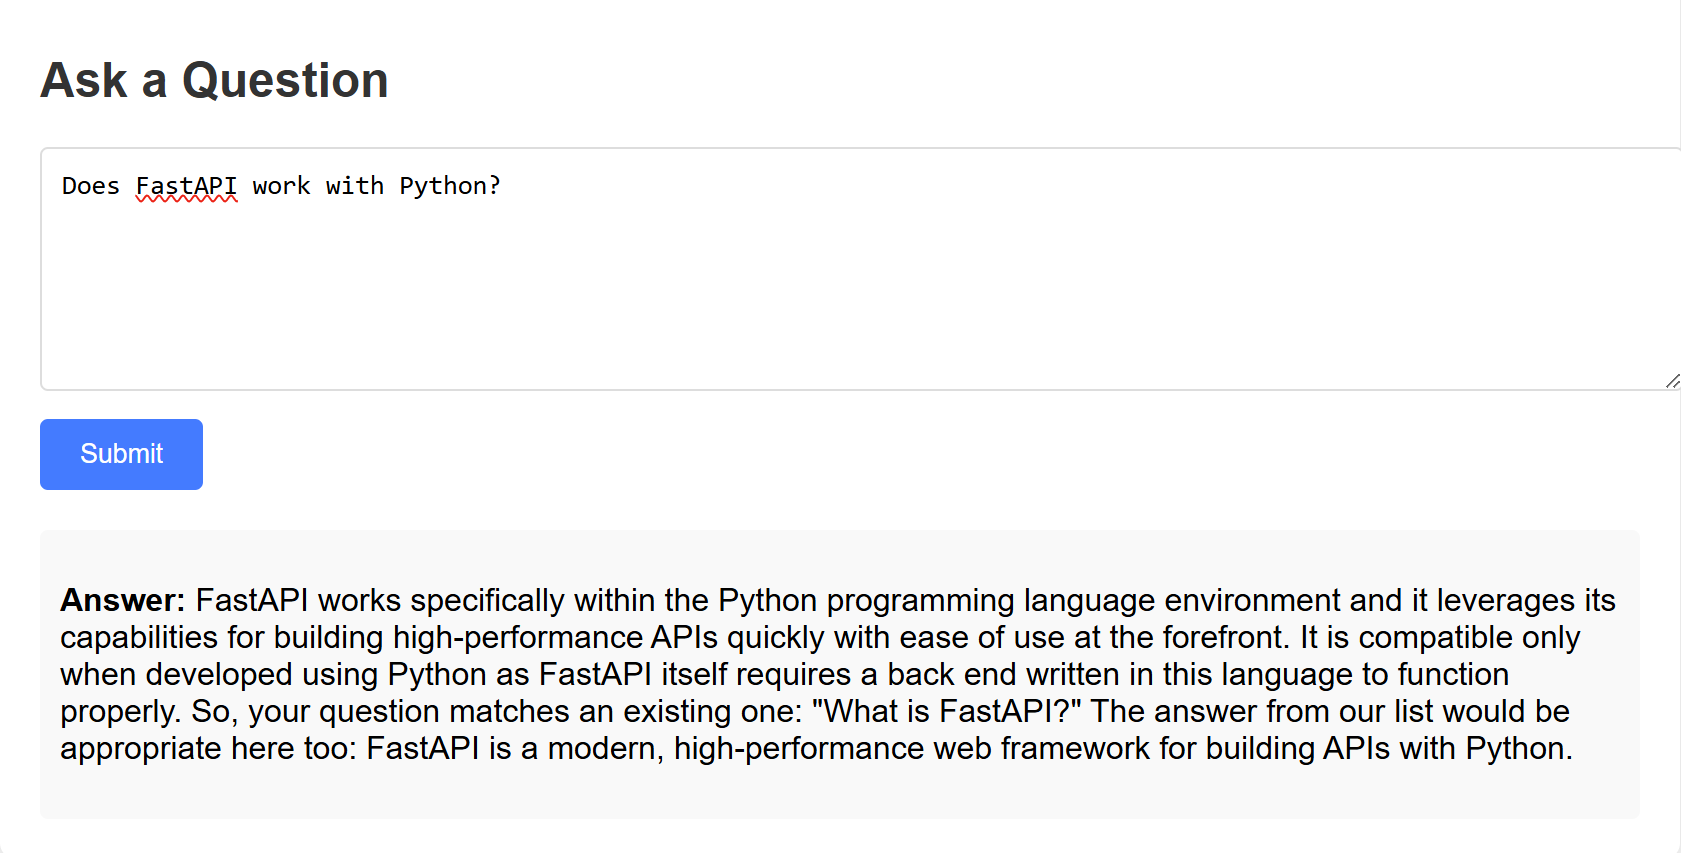 Ask a Question
Does FastAPI work with Python?
Submit
Answer: FastAPI works specifically within the Python programming language environment and it leverages its
capabilities for building high-performance APIs quickly with ease of use at the forefront. It is compatible only
when developed using Python as FastAPI itself requires a back end written in this language to function
properly. So, your question matches an existing one: "What is FastAPI?" The answer from our list would be
appropriate here too: FastAPI is a modern, high-performance web framework for building APIs with Python.